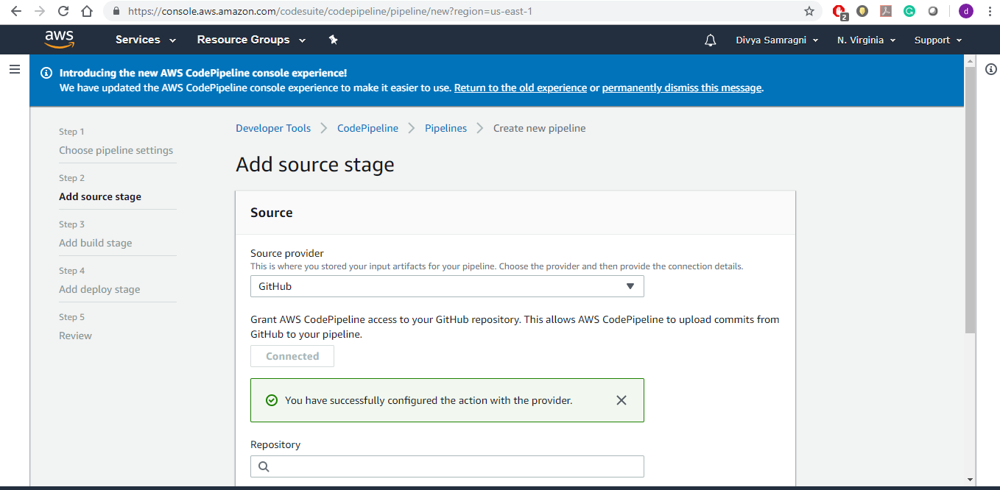 https://console.aws.amazon.com/codesuite/codepipeline/pipeline/new?region=us-east-1
2
d
aws
Services
Resource Groups
Divya Samragni
N. Virginia
Support
Introducing the new AWS CodePipeline console experience!
We have updated the AWS CodePipeline console experience to make it easier to use. Return to the old experience or permanently dismiss this message.
Step 1
Choose pipeline settings
Step 2
Add source stage
Step 3
Add build stage
Step 4
Add deploy stage
Step 5
Review
Developer Tools
CodePipeline
Pipelines
Create new pipeline
Add source stage
Source
Source provider
This is where you stored your input artifacts for your pipeline. Choose the provider and then provide the connection details.
GitHub
Grant AWS CodePipeline access to your GitHub repository. This allows AWS CodePipeline to upload commits from
GitHub to your pipeline.
Connected
You have successfully configured the action with the provider.
Repository